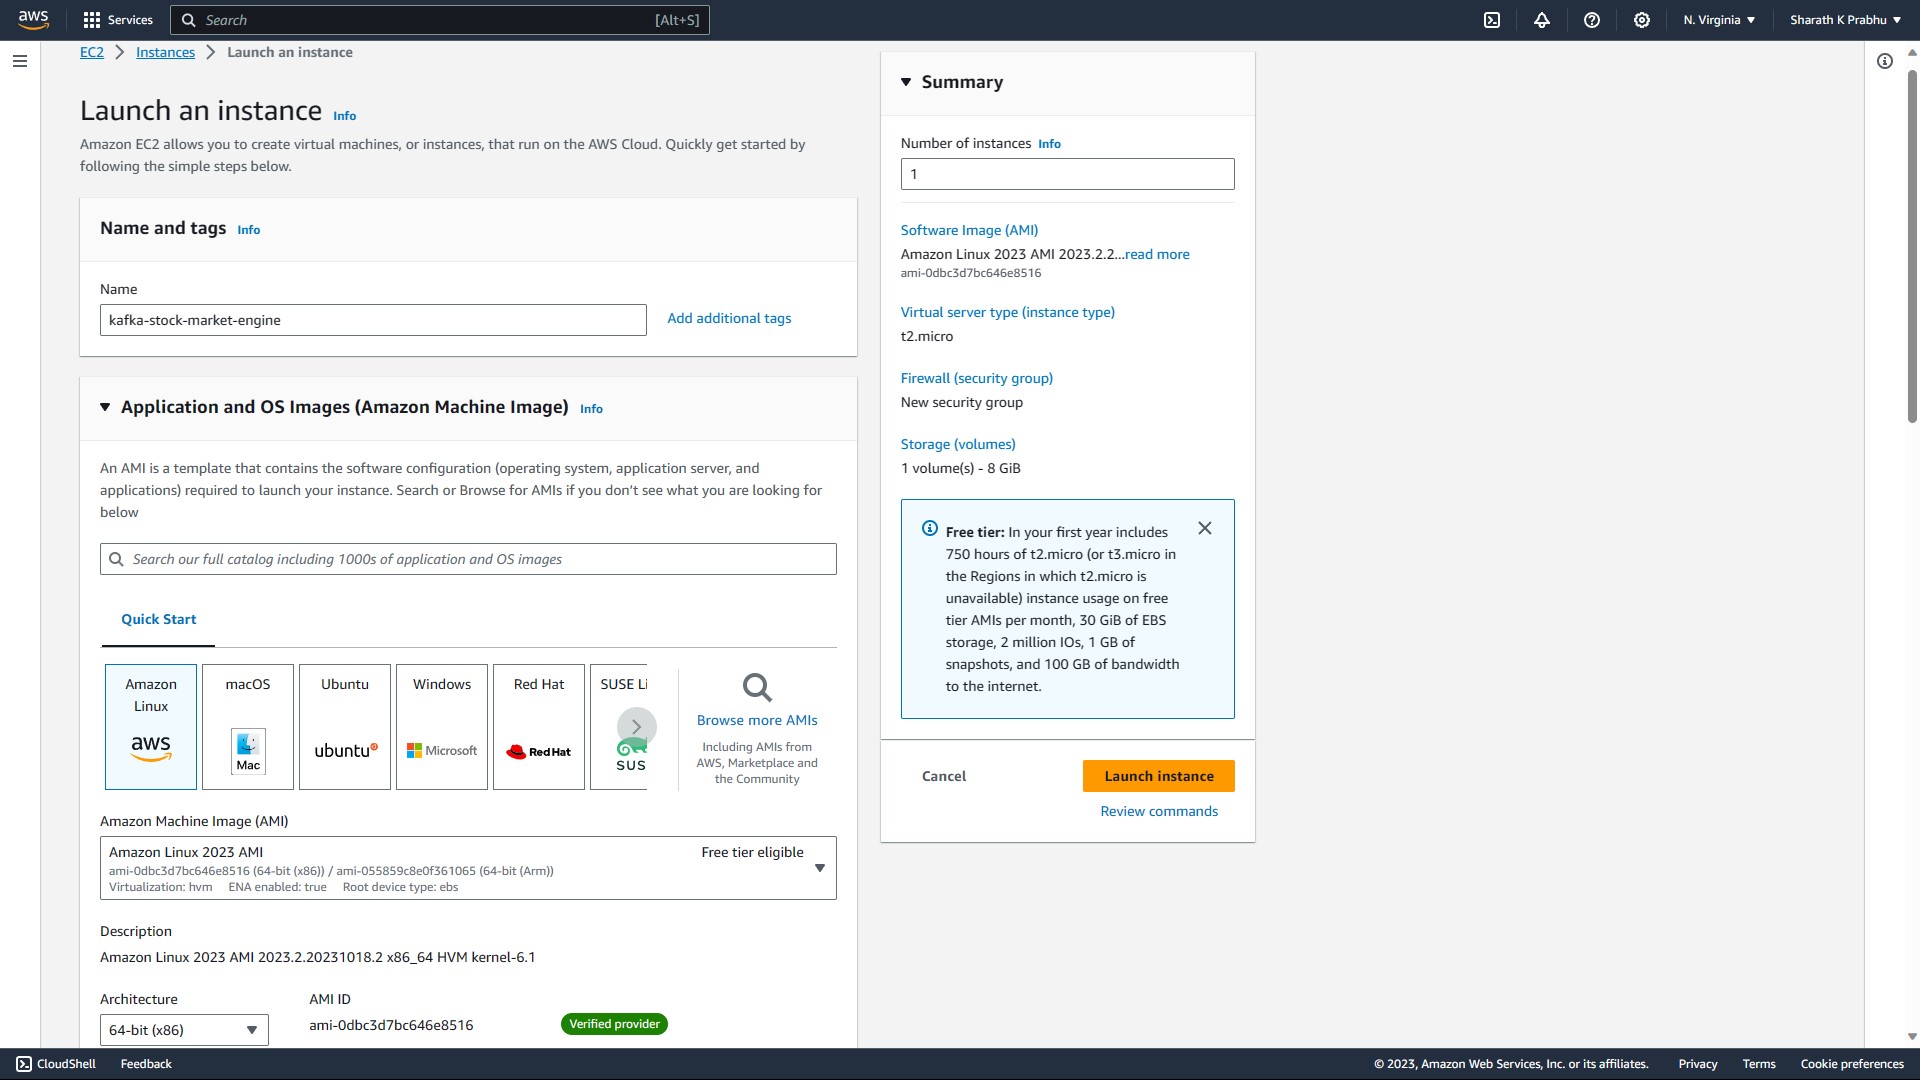 aws
Services
Search
[Alt+S]
N. Virginia
Sharath K Prabhu
EC2
Instances
Launch an instance
Launch an instance Info
Amazon EC2 allows you to create virtual machines, or instances, that run on the AWS Cloud. Quickly get started by
following the simple steps below.
Name and tags Info
Name
kafka-stock-market-engine
Add additional tags
Application and OS Images (Amazon Machine Image) Info
An AMI is a template that contains the software configuration (operating system, application server, and
applications) required to launch your instance. Search or Browse for AMIs if you don't see what you are looking for
below
Search our full catalog including 1000s of application and OS images
Quick Start
Amazon
Linux
aws
macOS
Mac
Ubuntu
ubuntu
Windows
Microsoft
Red Hat
Red Hat
SUSE Li
SUS
Browse more AMIs
Including AMIs from
AWS, Marketplace and
the Community
Amazon Machine Image (AMI)
Amazon Linux 2023 AMI
Free tier eligible
ami-0dbc3d7bc646e8516 (64-bit (x86)) / ami-055859c8e0f361065 (64-bit (Arm))
Virtualization: hvm ENA enabled: true Root device type: ebs
Description
Amazon Linux 2023 AMI 2023.2.20231018.2 x86_64 HVM kernel-6.1
Architecture
64-bit (x86)
AMI ID
ami-0dbc3d7bc646e8516
Verified provider
Summary
Number of instances Info
1
Software Image (AMI)
Amazon Linux 2023 AMI 2023.2.2...read more
ami-0dbc3d7bc646e8516
Virtual server type (instance type)
t2.micro
Firewall (security group)
New security group
Storage (volumes)
1 volume(s) - 8 GiB
Free tier: In your first year includes
750 hours of t2.micro (or t3.micro in
the Regions in which t2.micro is
unavailable) instance usage on free
tier AMIs per month, 30 GiB of EBS
storage, 2 million IOs, 1 GB of
snapshots, and 100 GB of bandwidth
to the internet.
Cancel
Launch instance
Review commands
CloudShell
Feedback
© 2023, Amazon Web Services, Inc. or its affiliates.
Privacy
Terms
Cookie preferences